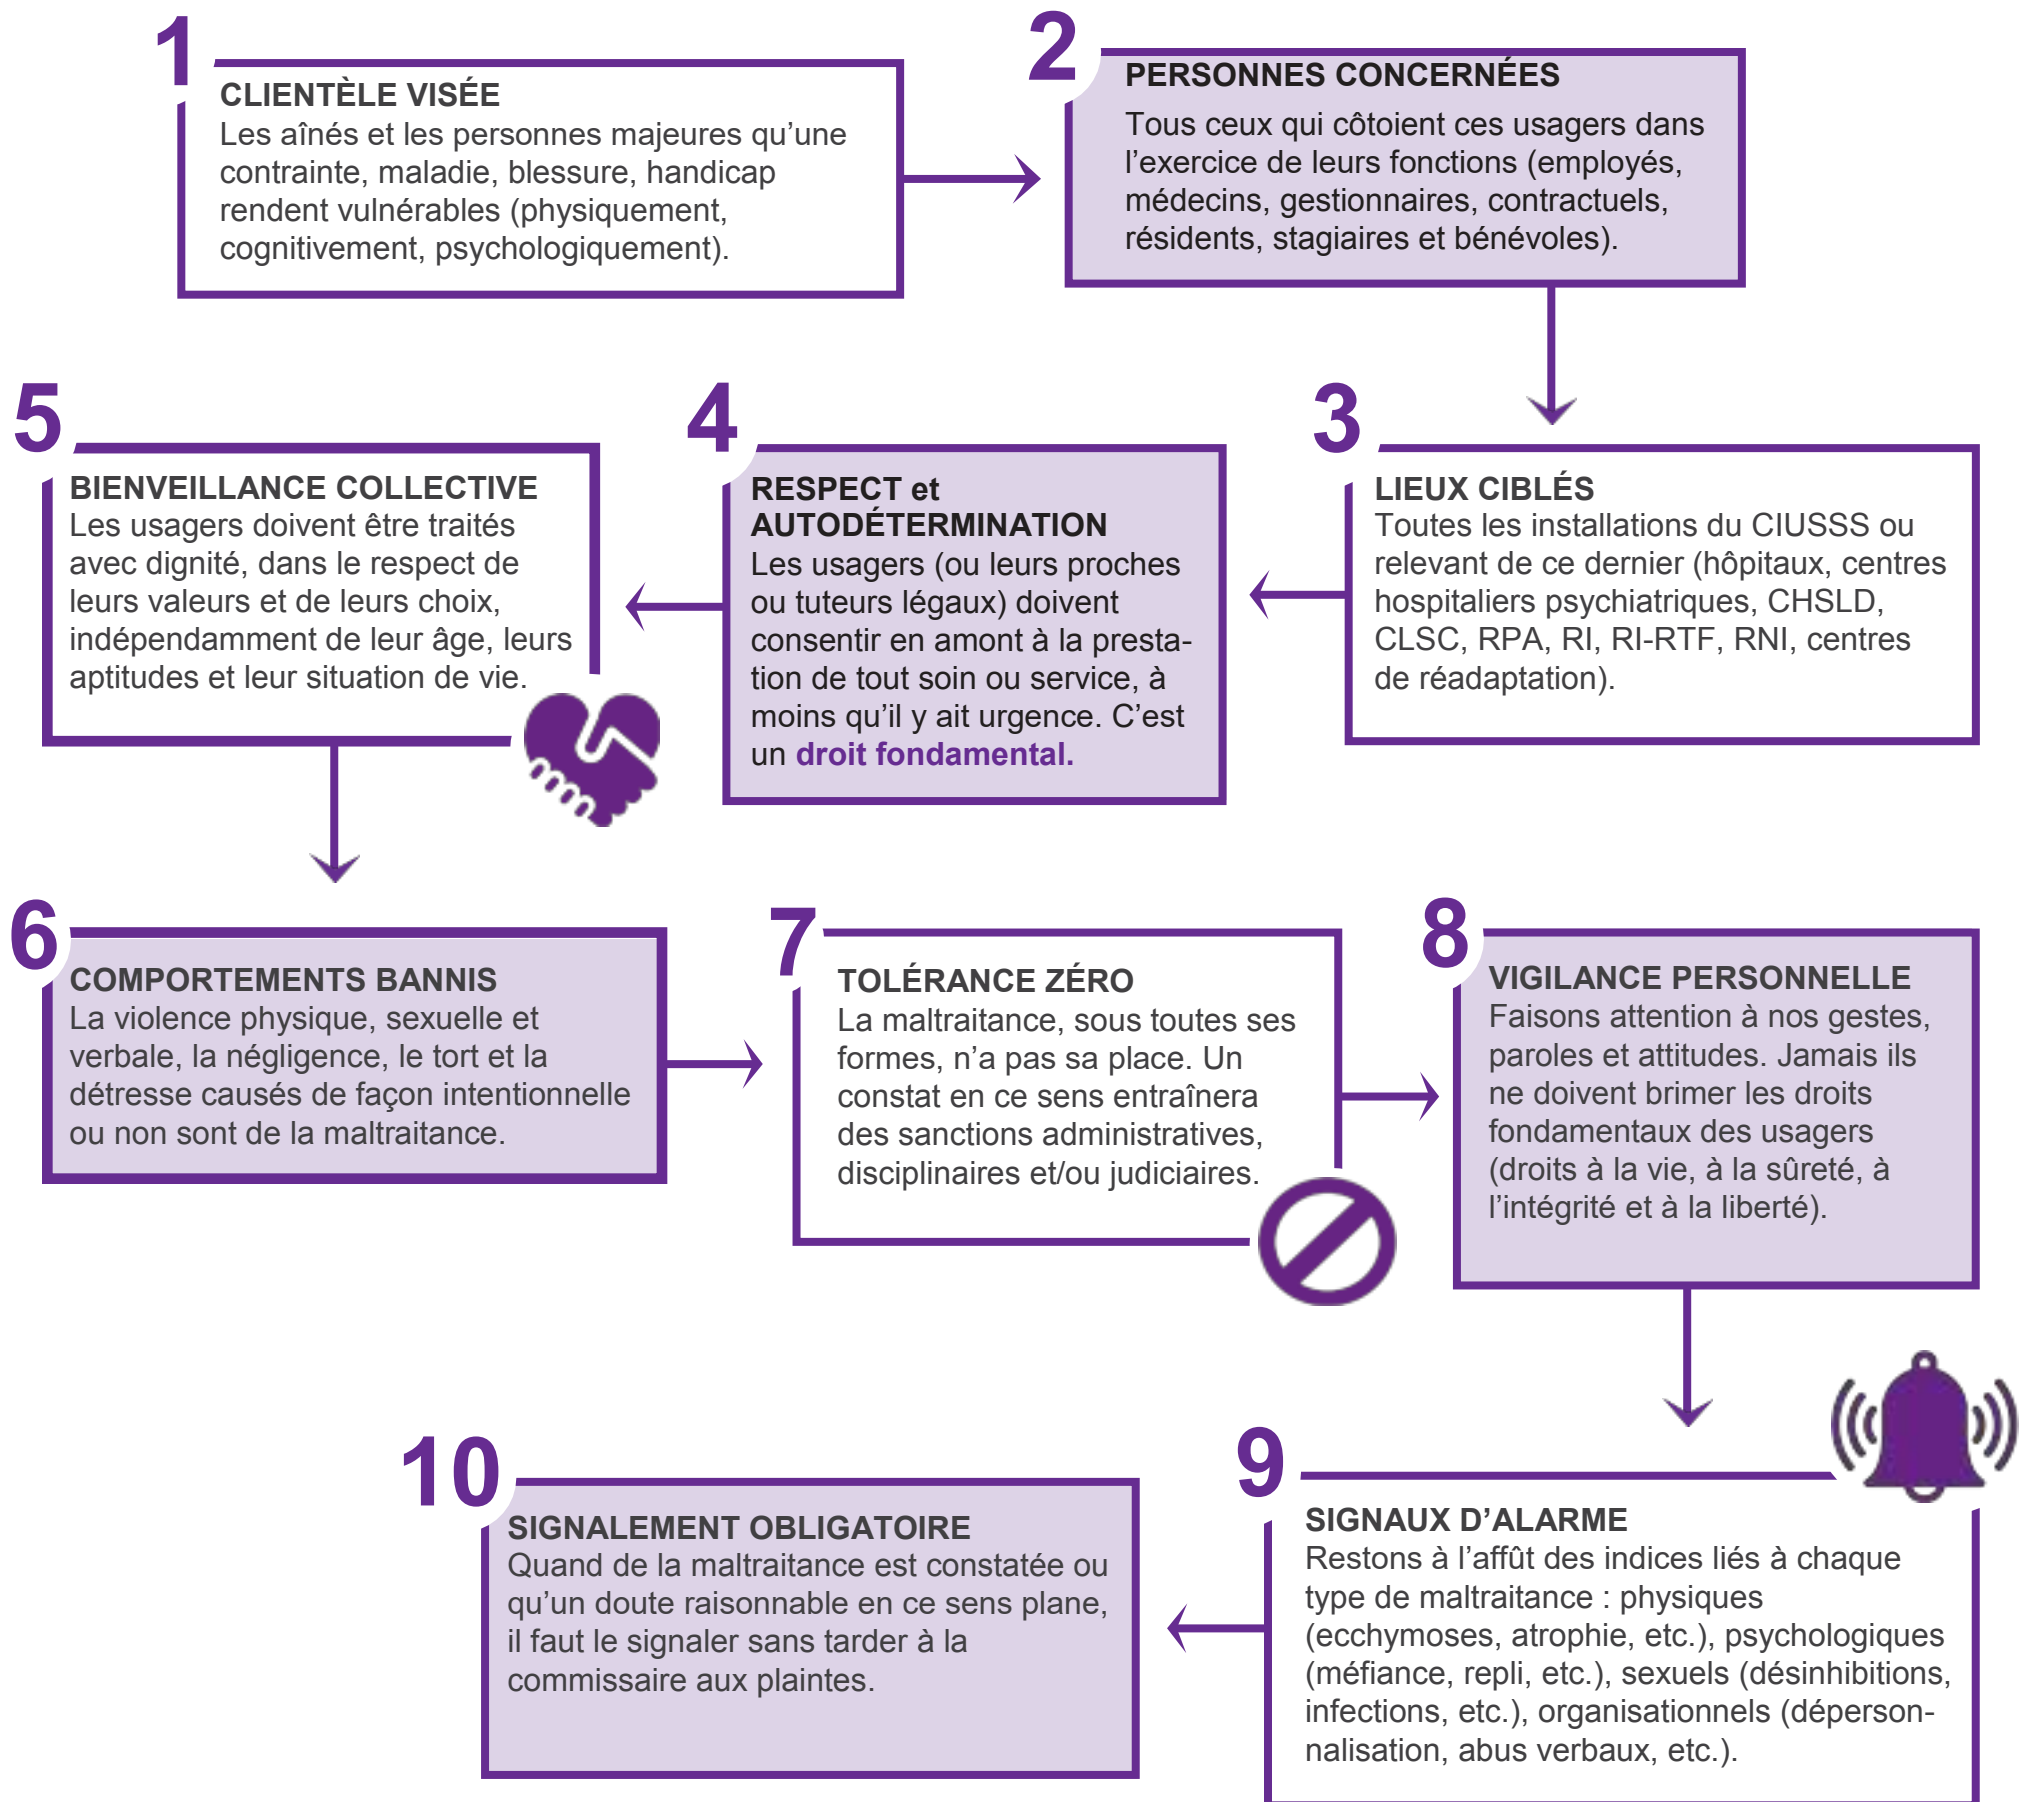 1
CLIENTÈLE VISÉE
Les aînés et les personnes majeures qu’une
contrainte, maladie, blessure, handicap
rendent vulnérables (physiquement,
cognitivement, psychologiquement).
2
PERSONNES CONCERNÉES
Tous ceux qui côtoient ces usagers dans
l’exercice de leurs fonctions (employés,
médecins, gestionnaires, contractuels,
résidents, stagiaires et bénévoles).
3
LIEUX CIBLÉS
Toutes les installations du CIUSSS ou
relevant de ce dernier (hôpitaux, centres
hospitaliers psychiatriques, CHSLD,
CLSC, RPA, RI, RI-RTF, RNI, centres
de réadaptation).
4
RESPECT et
AUTODÉTERMINATION
Les usagers (ou leurs proches
ou tuteurs légaux) doivent
consentir en amont à la presta-
tion de tout soin ou service, à
moins qu’il y ait urgence. C’est
un droit fondamental.
5
BIENVEILLANCE COLLECTIVE
Les usagers doivent être traités
avec dignité, dans le respect de
leurs valeurs et de leurs choix,
indépendamment de leur âge, leurs
aptitudes et leur situation de vie.
6
COMPORTEMENTS BANNIS
La violence physique, sexuelle et
verbale, la négligence, le tort et la
détresse causés de façon intentionnelle
ou non sont de la maltraitance.
7
TOLÉRANCE ZÉRO
La maltraitance, sous toutes ses
formes, n’a pas sa place. Un
constat en ce sens entraînera
des sanctions administratives,
disciplinaires et/ou judiciaires.
8
VIGILANCE PERSONNELLE
Faisons attention à nos gestes,
paroles et attitudes. Jamais ils
ne doivent brimer les droits
fondamentaux des usagers
(droits à la vie, à la sûreté, à
l’intégrité et à la liberté).
9
SIGNAUX D’ALARME
Restons à l’affût des indices liés à chaque
type de maltraitance : physiques
(ecchymoses, atrophie, etc.), psychologiques
(méfiance, repli, etc.), sexuels (désinhibitions,
infections, etc.), organisationnels (déperson-
nalisation, abus verbaux, etc.).
10
SIGNALEMENT OBLIGATOIRE
Quand de la maltraitance est constatée ou
qu’un doute raisonnable en ce sens plane,
il faut le signaler sans tarder à la
commissaire aux plaintes.